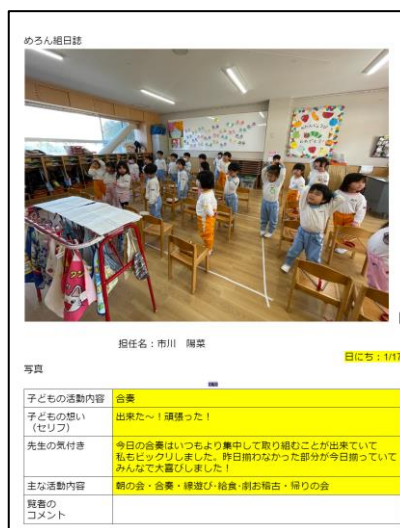 めろん組日誌
担任名：市川　陽菜
日にち：1/17
写真
子どもの活動内容　合奏
子どもの想い
（セリフ）　出来た～！頑張った！
先生の気付き　今日の合奏はいつもより集中して取り組むことが出来ていて
私もビックリしました。昨日揃わなかった部分が今日揃っていて
みんなで大喜びしました！
主な活動内容　朝の会・合奏・縁遊び・給食・劇お稽古・帰りの会
賢者の
コメント